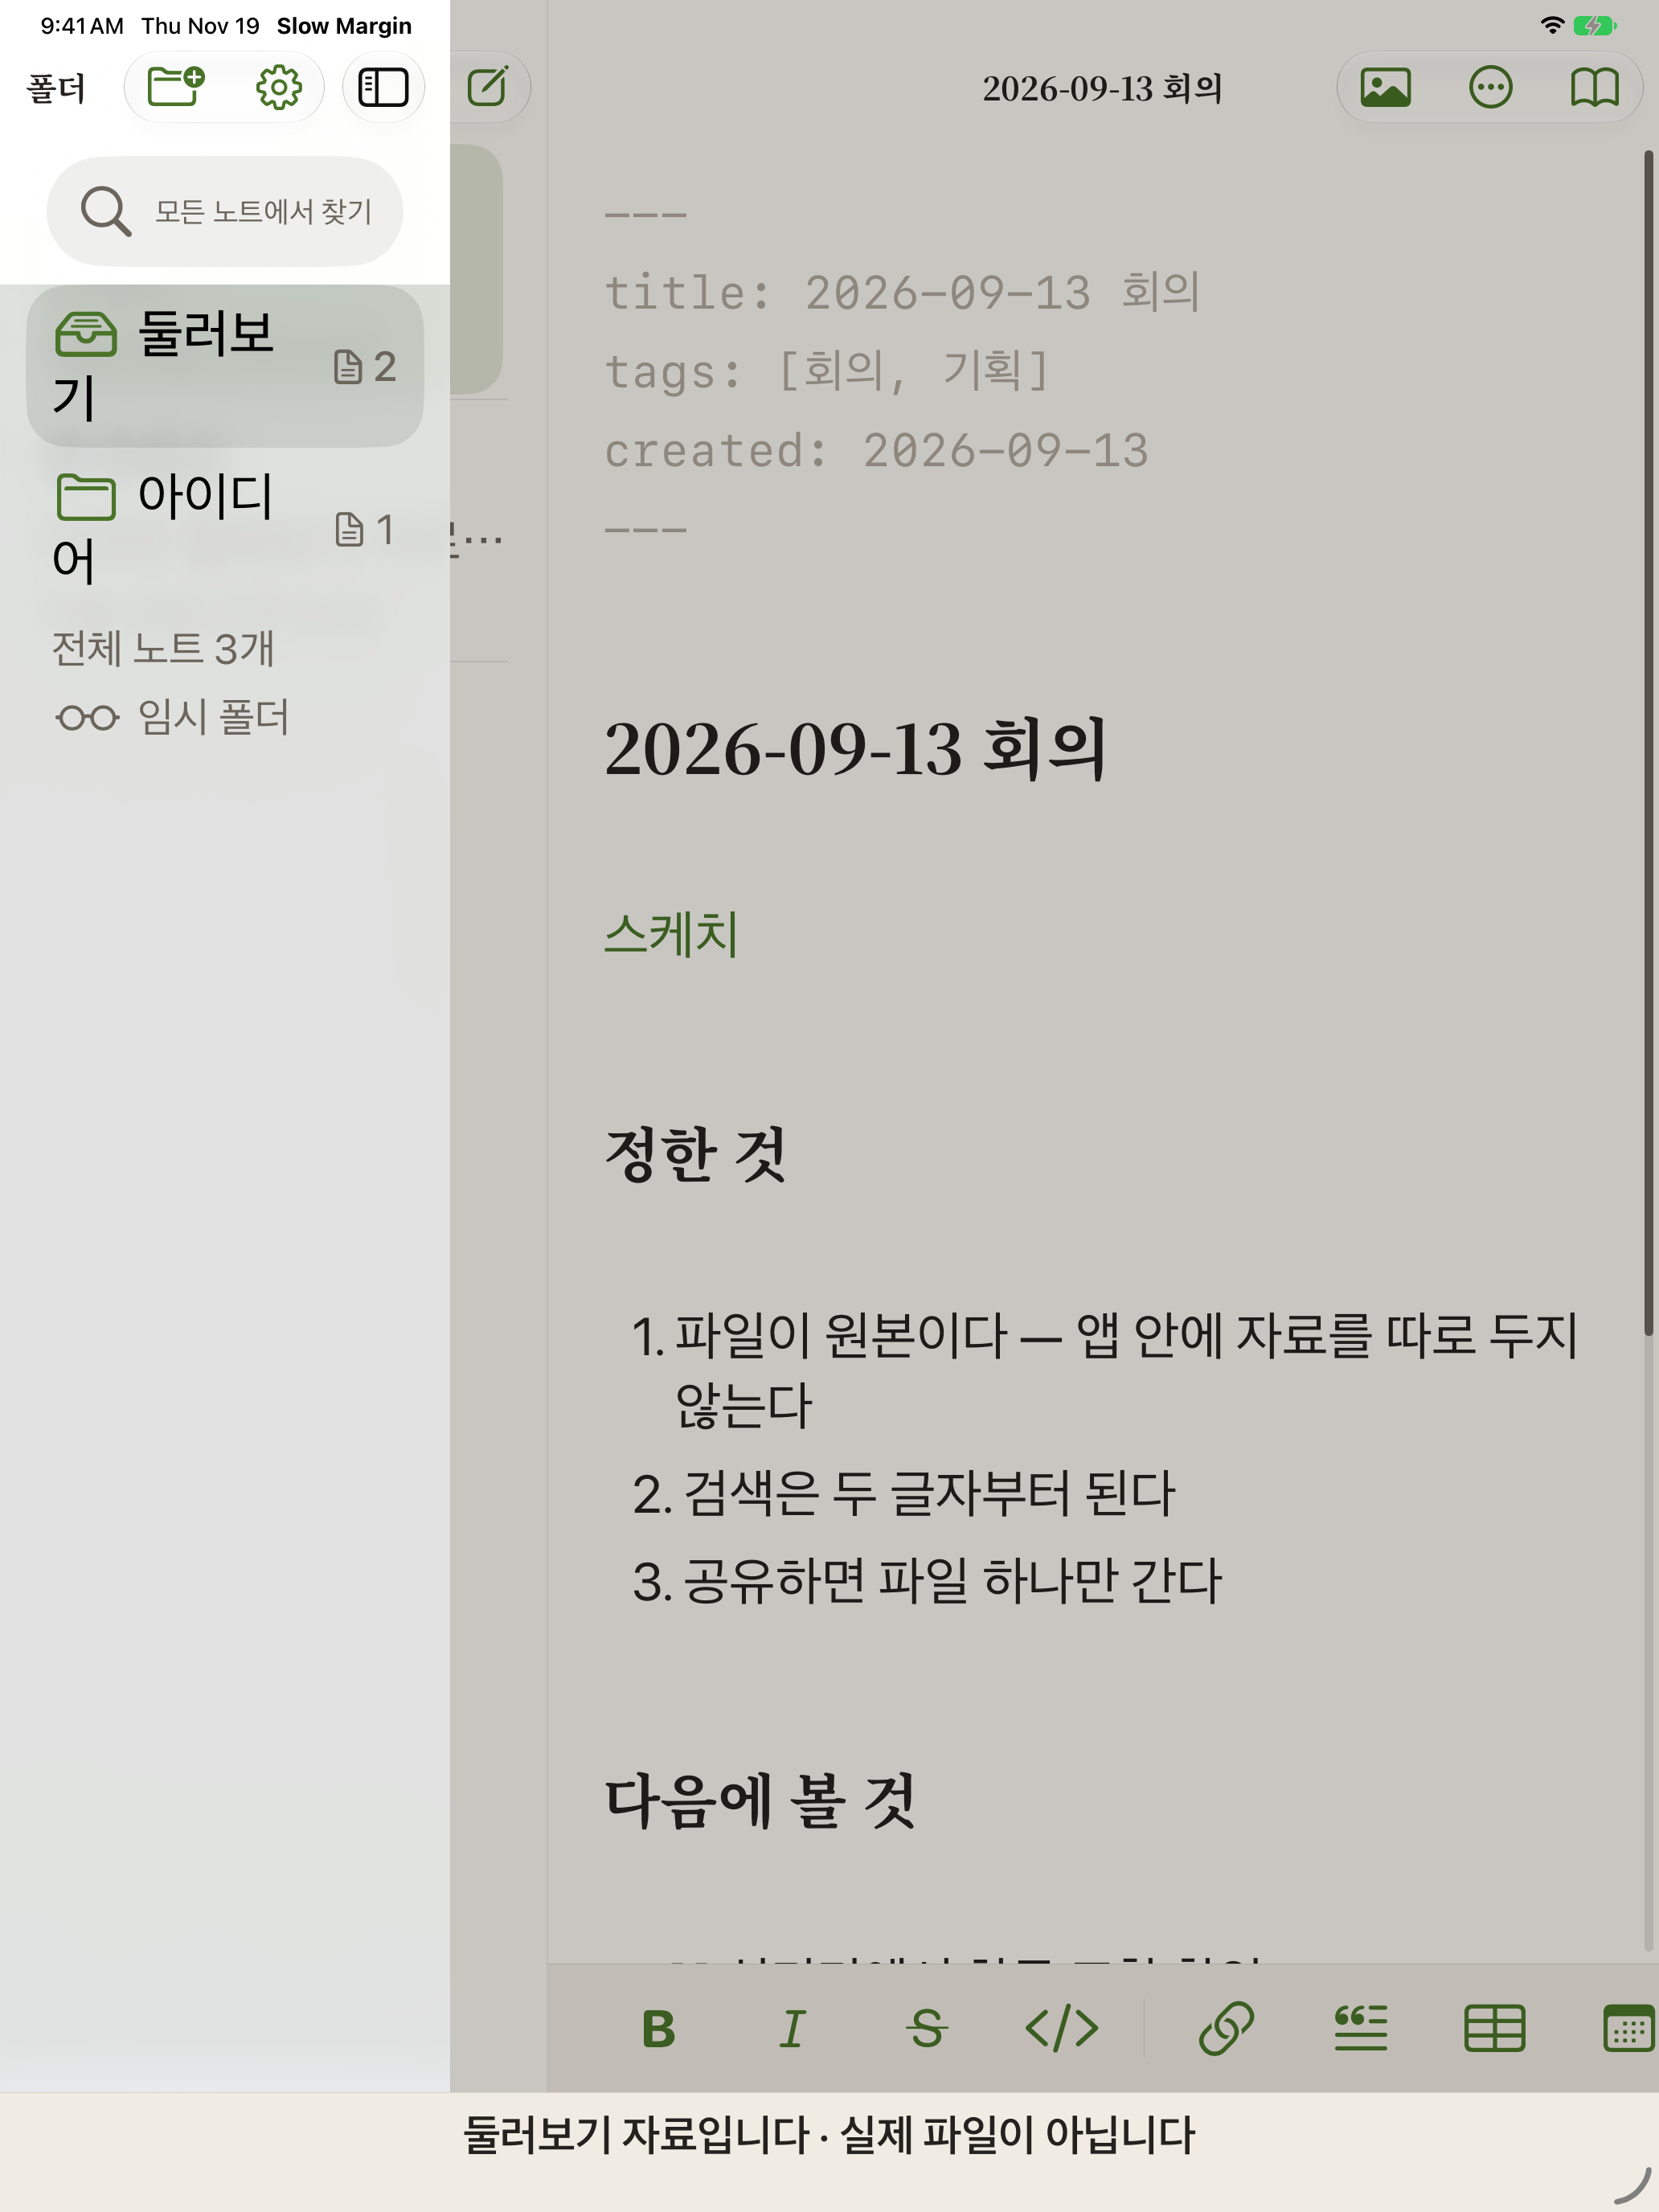 9:41 AM Thu Nov 19 Slow Margin
폴더
2026-09-13 회의
모든 노트에서 찾기
둘러보
기
2
아이디
어
1
전체 노트 3개
임시 폴더
---
title: 2026-09-13 회의
tags: [회의, 기획]
created: 2026-09-13
---
2026-09-13 회의
스케치
정한 것
1. 파일이 원본이다 — 앱 안에 자료를 따로 두지
않는다
2. 검색은 두 글자부터 된다
3. 공유하면 파일 하나만 간다
다음에 볼 것
B I S </>
둘러보기 자료입니다 · 실제 파일이 아닙니다